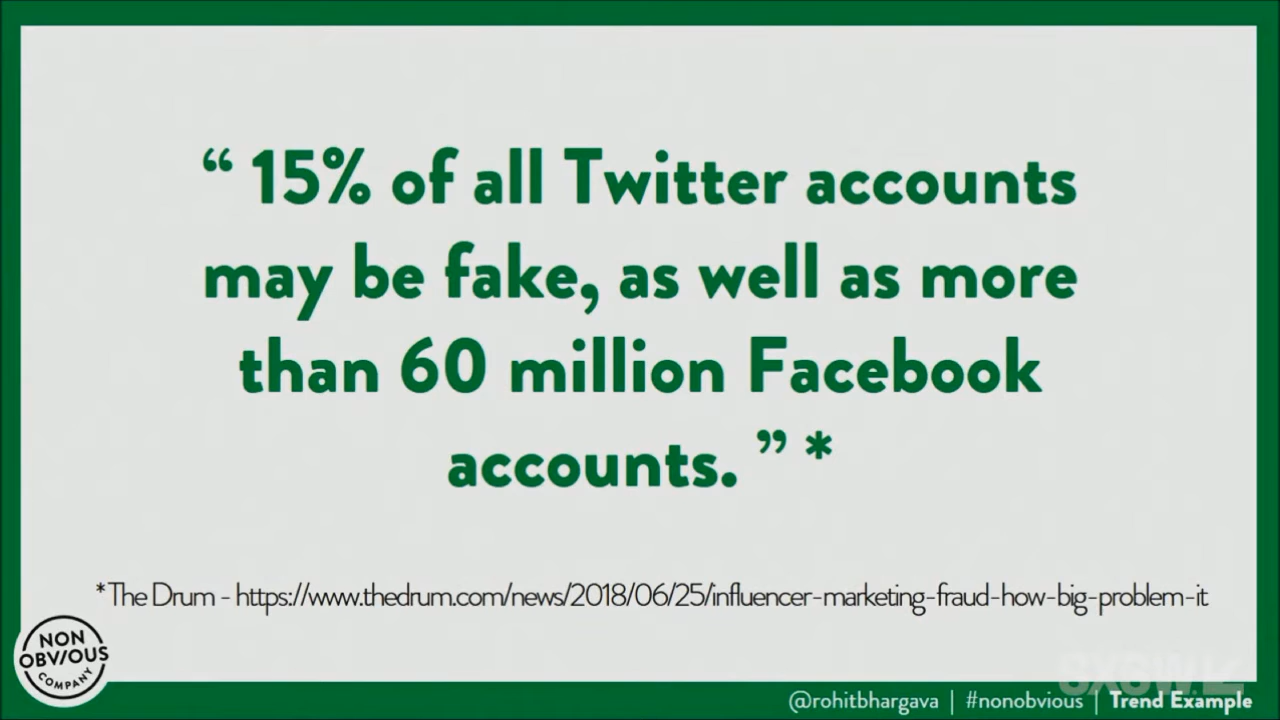 “ 15% of all Twitter accounts
may be fake, as well as more
than 60 million Facebook
accounts. ” *
*The Drum - https://www.thedrum.com/news/2018/06/25/influencer-marketing-fraud-how-big-problem-it
NON
OBV/OUS
COMPANY
SXSW
@rohitbhargava | #nonobvious | Trend Example